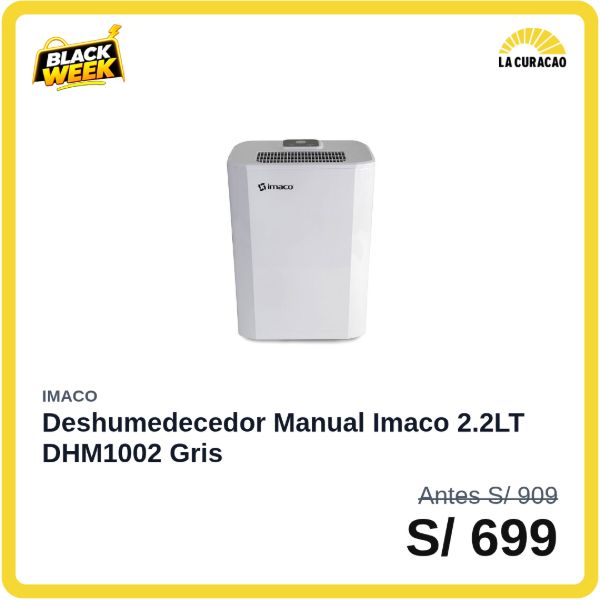 BLACK
WEEK
LA CURACAO
imaco
IMACO
Deshumedecedor Manual Imaco 2.2LT
DHM1002 Gris
Antes S/ 909
S/ 699